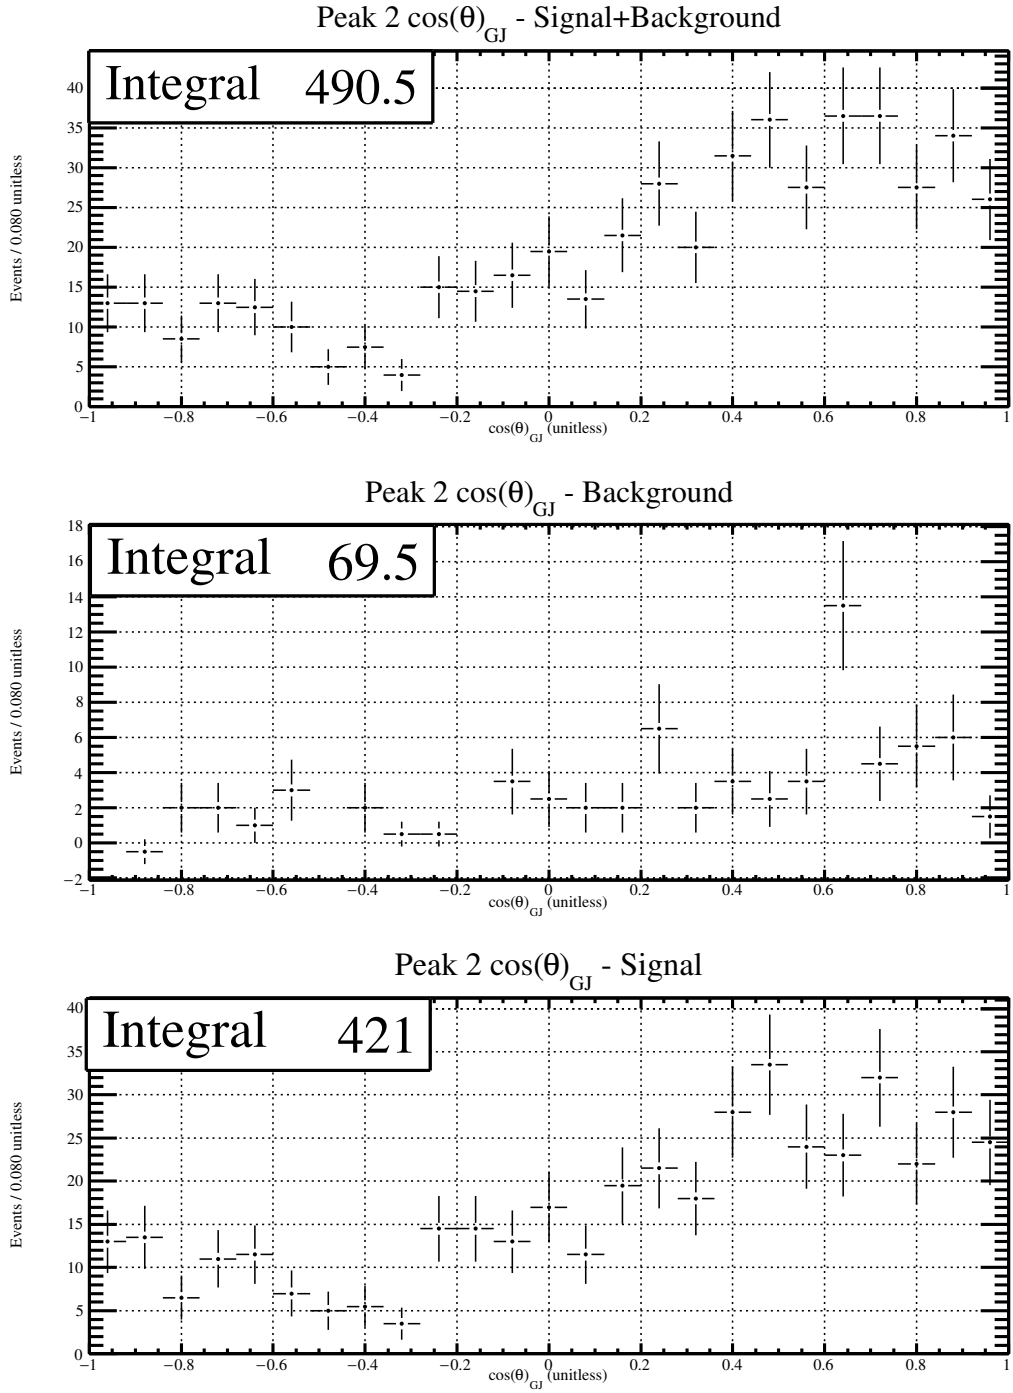 Peak 2 cos(θ)GJ - Signal+Background
Integral 490.5
Events / 0.080 unitless
40
35
30
25
20
15
10
5
0
−1 −0.8 −0.6 −0.4 −0.2 0 0.2 0.4 0.6 0.8 1
cos(θ)GJ (unitless)
Peak 2 cos(θ)GJ - Background
Integral 69.5
Events / 0.080 unitless
18
16
14
12
10
8
6
4
2
0
−2
−1 −0.8 −0.6 −0.4 −0.2 0 0.2 0.4 0.6 0.8 1
cos(θ)GJ (unitless)
Peak 2 cos(θ)GJ - Signal
Integral 421
Events / 0.080 unitless
40
35
30
25
20
15
10
5
0
−1 −0.8 −0.6 −0.4 −0.2 0 0.2 0.4 0.6 0.8 1
cos(θ)GJ (unitless)